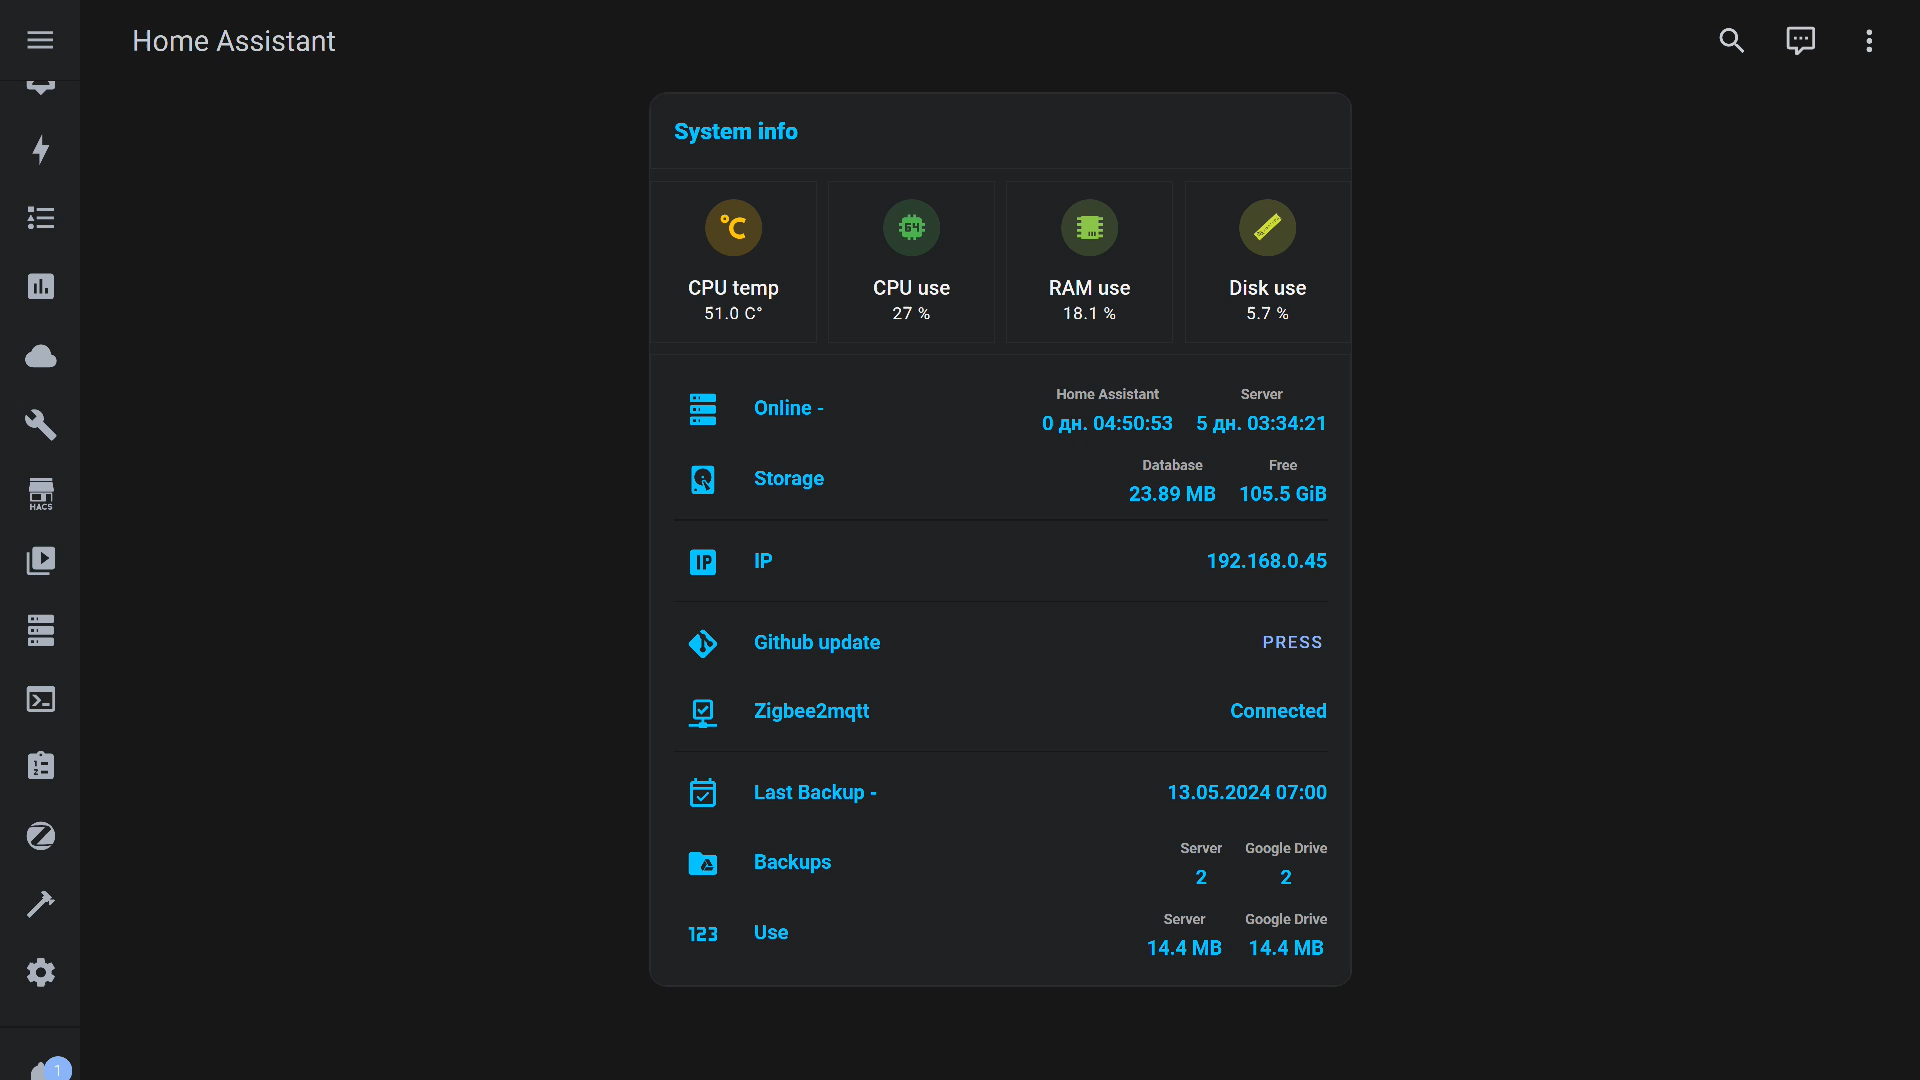 Home Assistant
System info
CPU temp
51.0 C°
CPU use
27 %
RAM use
18.1 %
Disk use
5.7 %
Online -
Home Assistant
0 дн. 04:50:53
Server
5 дн. 03:34:21
Storage
Database
23.89 MB
Free
105.5 GiB
IP
IP
192.168.0.45
Github update
PRESS
Zigbee2mqtt
Connected
Last Backup -
13.05.2024 07:00
Backups
Server
2
Google Drive
2
123
Use
Server
14.4 MB
Google Drive
14.4 MB
64
HACS
1